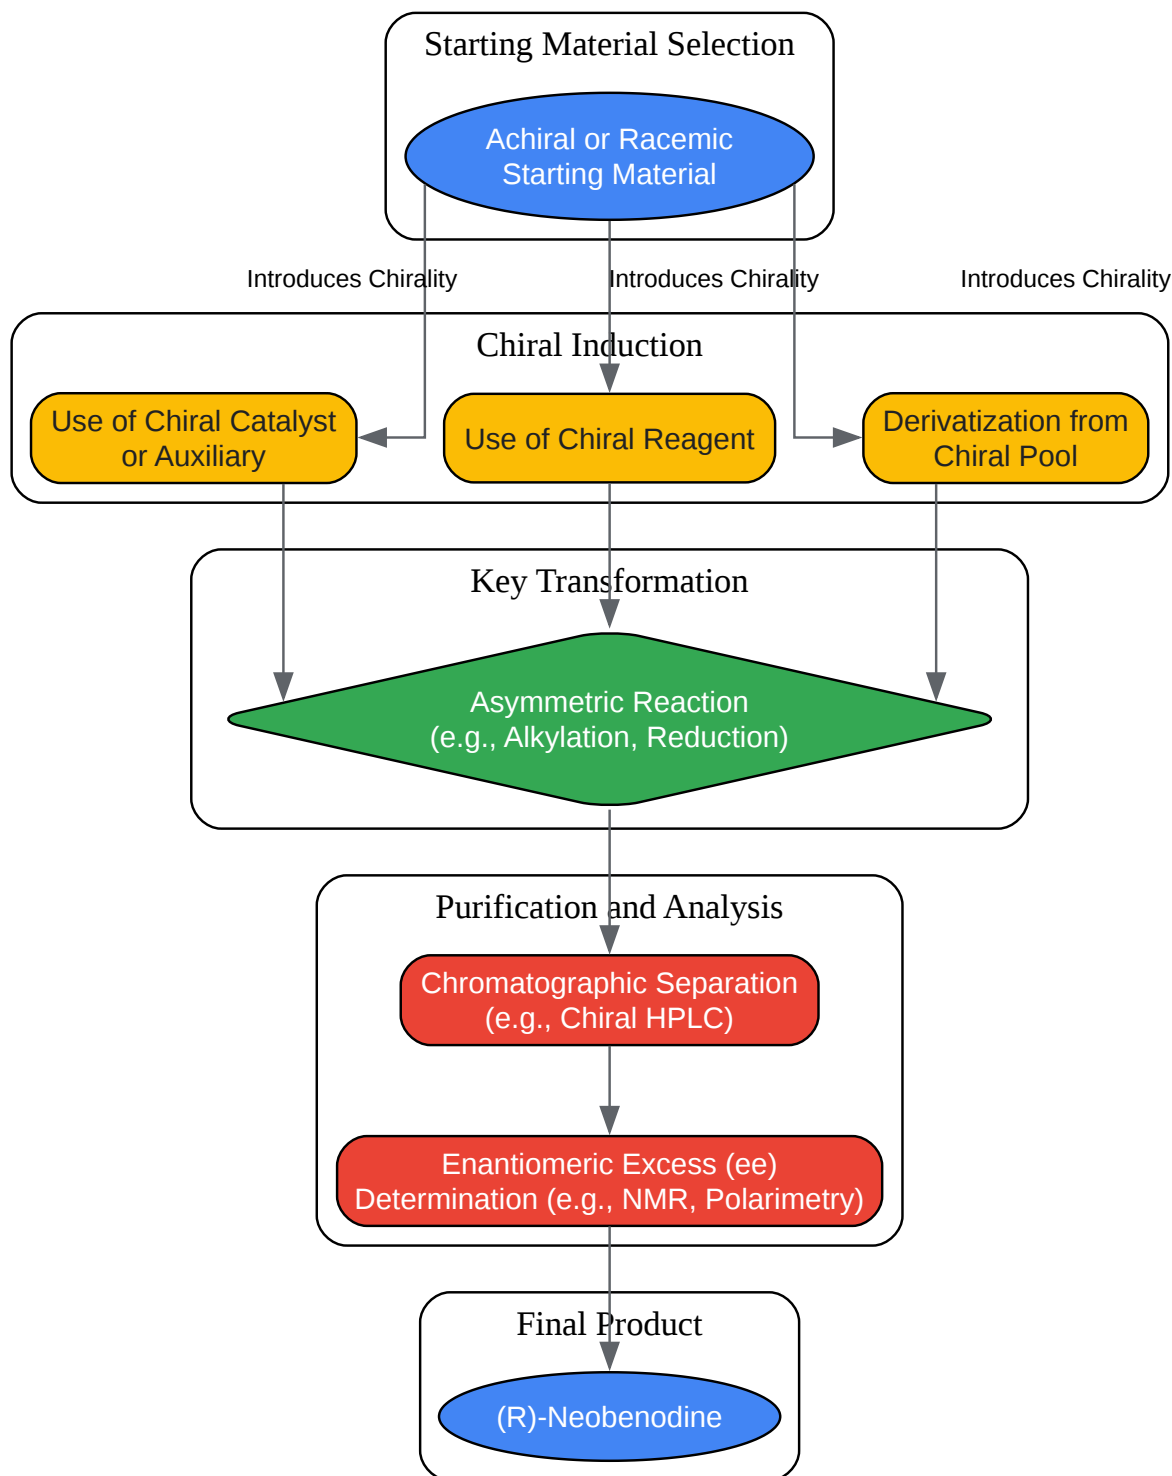 Starting Material Selection
Achiral or Racemic
Starting Material
Introduces Chirality
Introduces Chirality
Introduces Chirality
Chiral Induction
Use of Chiral Catalyst
or Auxiliary
Use of Chiral Reagent
Derivatization from
Chiral Pool
Key Transformation
Asymmetric Reaction
(e.g., Alkylation, Reduction)
Purification and Analysis
Chromatographic Separation
(e.g., Chiral HPLC)
Enantiomeric Excess (ee)
Determination (e.g., NMR, Polarimetry)
Final Product
(R)-Neobenodine